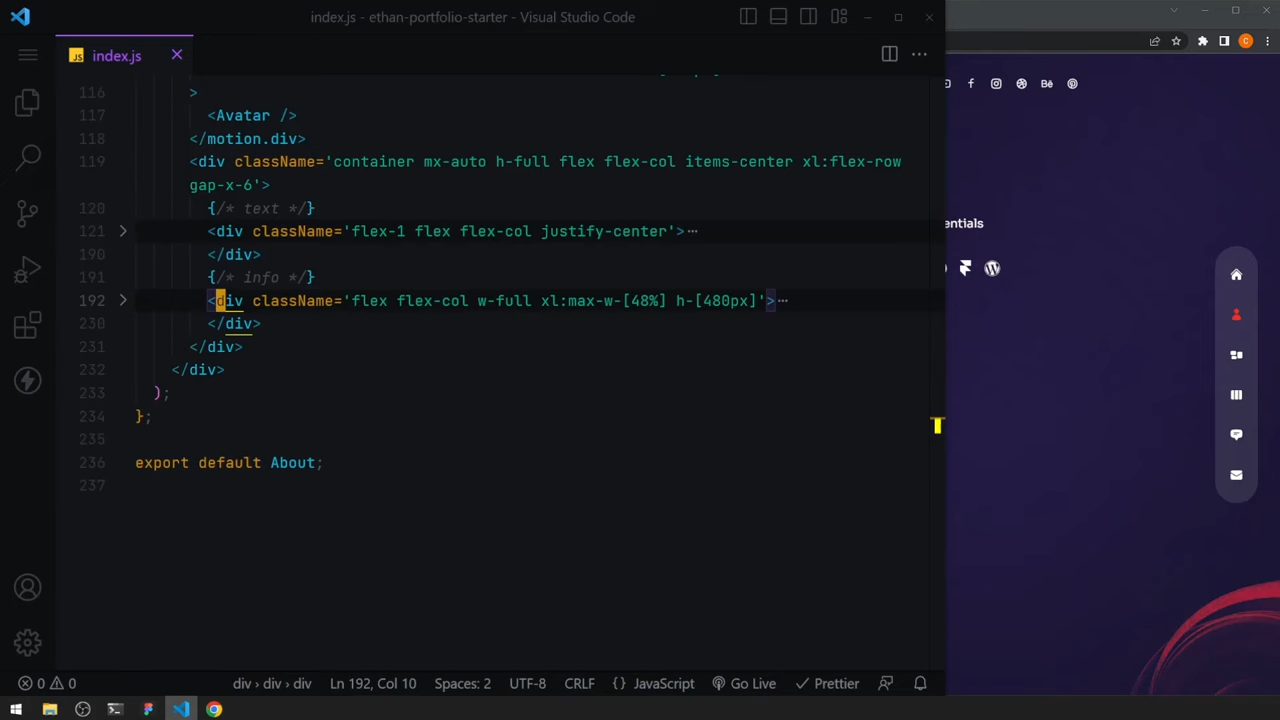 index.js - ethan-portfolio-starter - Visual Studio Code
JS index.js
116 >
117 <Avatar />
118 </motion.div>
119 <div className='container mx-auto h-full flex flex-col items-center xl:flex-row
gap-x-6'>
120 {/* text */}
121 <div className='flex-1 flex flex-col justify-center'>⋯
190 </div>
191 {/* info */}
192 <div className='flex flex-col w-full xl:max-w-[48%] h-[480px]'>⋯
230 </div>
231 </div>
232 </div>
233 );
234 };
235
236 export default About;
237
0 0 div > div > div Ln 192, Col 10 Spaces: 2 UTF-8 CRLF {} JavaScript Go Live Prettier
C
Bē
entials